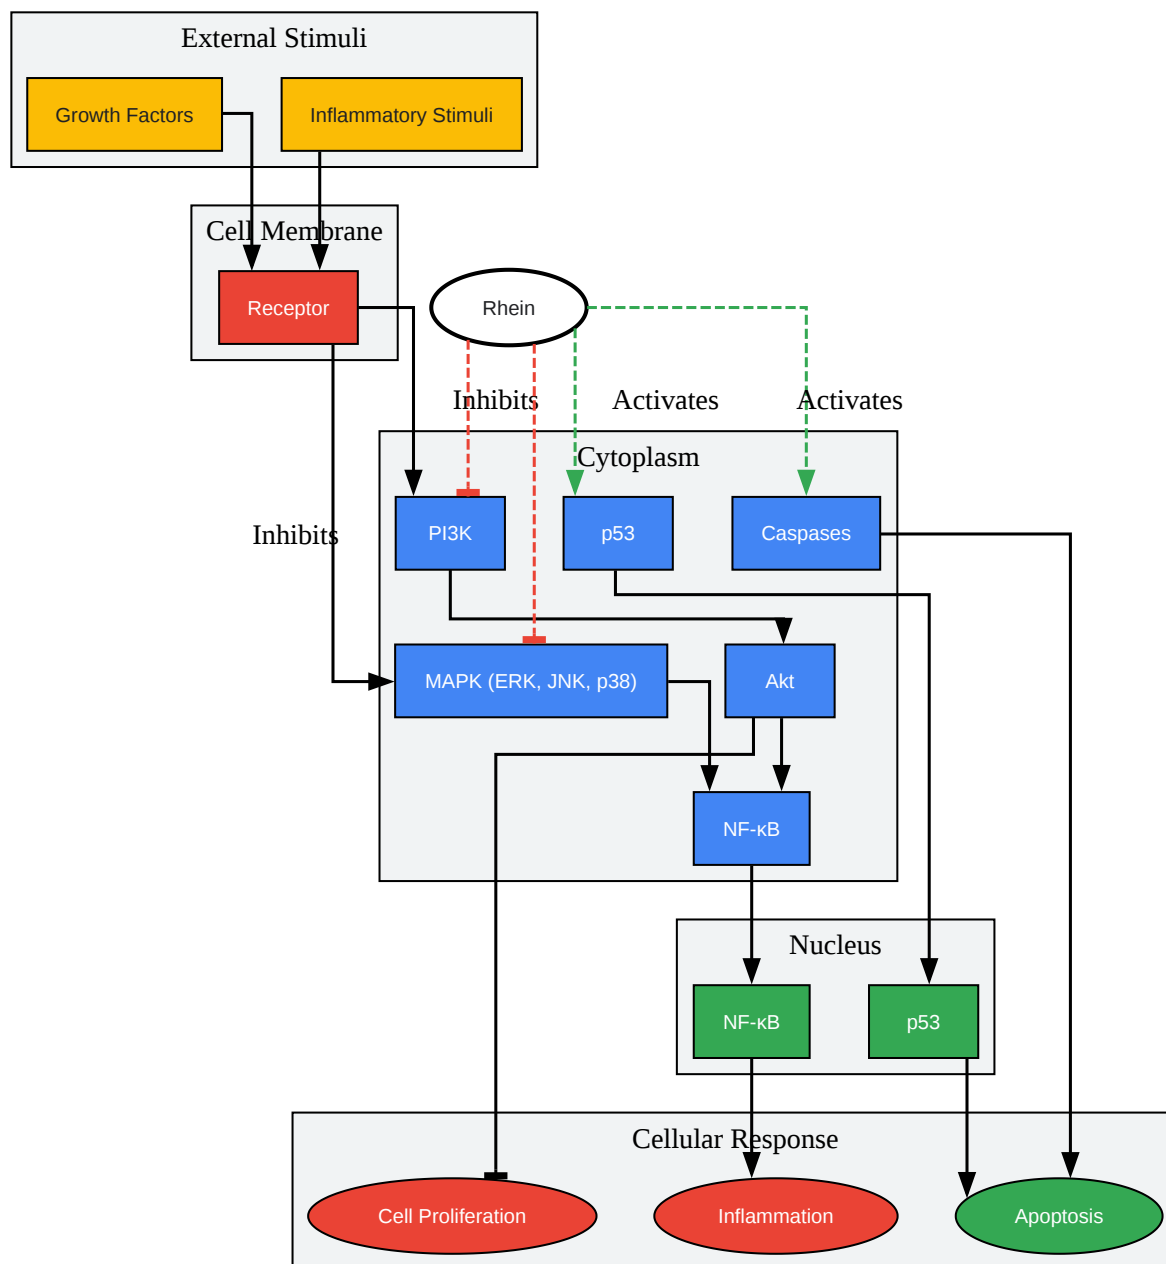 External Stimuli
Growth Factors
Inflammatory Stimuli
Cell Membrane
Receptor
Rhein
Inhibits
Activates
Activates
Cytoplasm
PI3K
p53
Caspases
Inhibits
MAPK (ERK, JNK, p38)
Akt
NF-κB
Nucleus
NF-κB
p53
Cellular Response
Cell Proliferation
Inflammation
Apoptosis